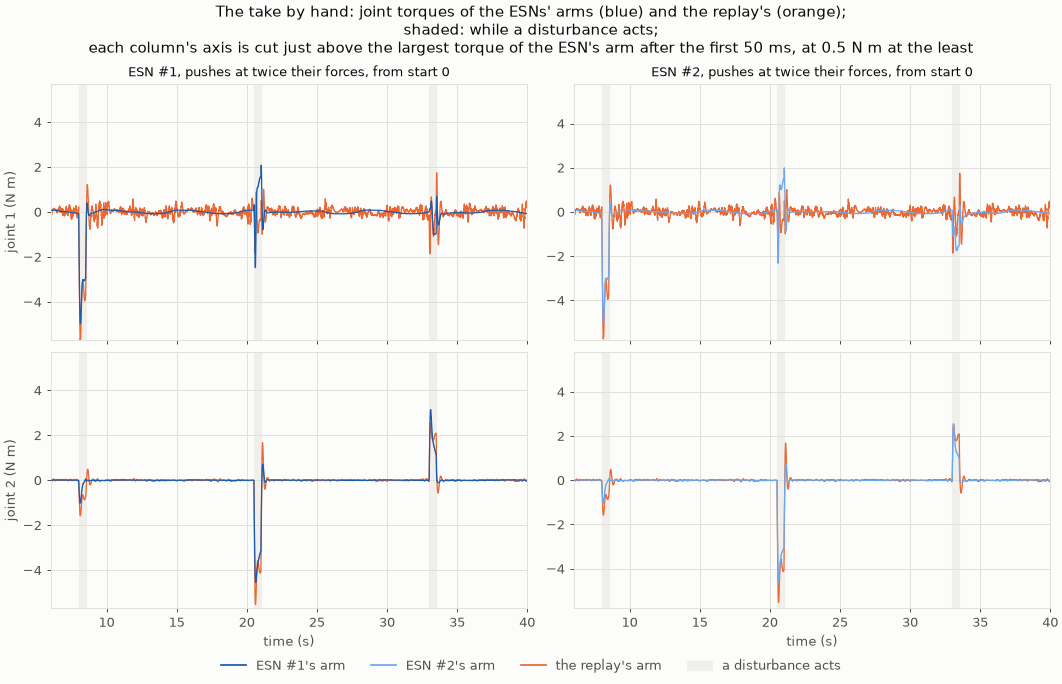 The take by hand: joint torques of the ESNs' arms (blue) and the replay's (orange);
shaded: while a disturbance acts;
each column's axis is cut just above the largest torque of the ESN's arm after the first 50 ms, at 0.5 N m at the least
ESN #1, pushes at twice their forces, from start 0
ESN #2, pushes at twice their forces, from start 0
joint 1 (N m)
4
2
0
−2
−4
4
2
0
−2
−4
joint 2 (N m)
4
2
0
−2
−4
4
2
0
−2
−4
10 15 20 25 30 35 40
10 15 20 25 30 35 40
time (s)
time (s)
ESN #1's arm
ESN #2's arm
the replay's arm
a disturbance acts